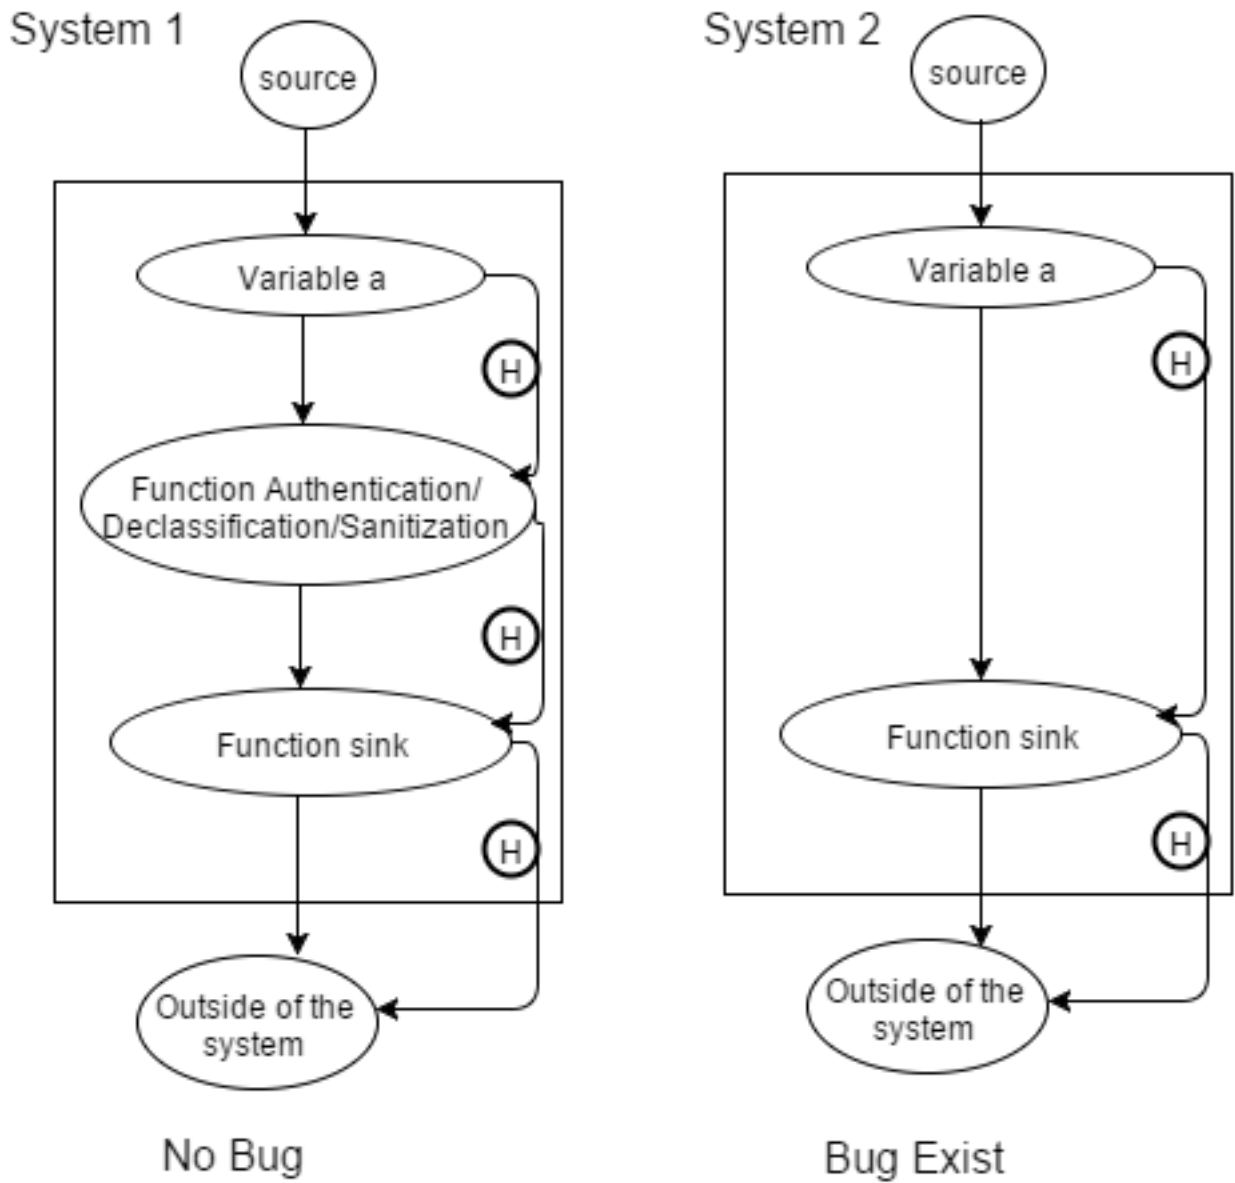 System 1
source
Variable a
H
Function Authentication/
Declassification/Sanitization
H
Function sink
H
Outside of the
system
No Bug
System 2
source
Variable a
H
Function sink
H
Outside of the
system
Bug Exist